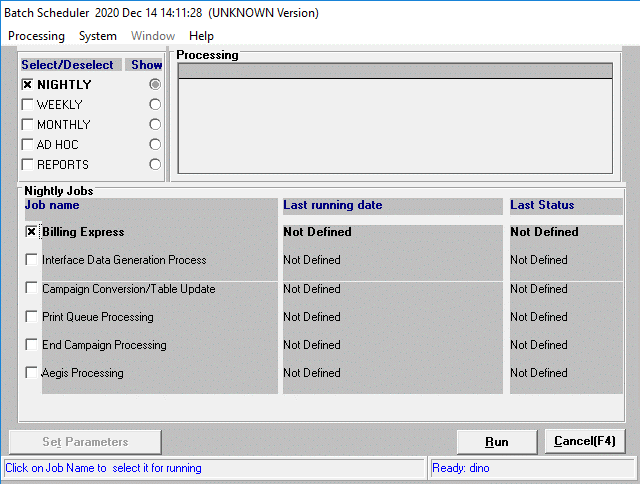 Batch Scheduler  2020 Dec 14 14:11:28  (UNKNOWN Version)
Processing System Window Help
Select/Deselect Show
NIGHTLY
WEEKLY
MONTHLY
AD HOC
REPORTS
Processing
Nightly Jobs
Job name Last running date Last Status
Billing Express Not Defined Not Defined
Interface Data Generation Process Not Defined Not Defined
Campaign Conversion/Table Update Not Defined Not Defined
Print Queue Processing Not Defined Not Defined
End Campaign Processing Not Defined Not Defined
Aegis Processing Not Defined Not Defined
Set Parameters Run Cancel(F4)
Click on Job Name to  select it for running Ready: dino